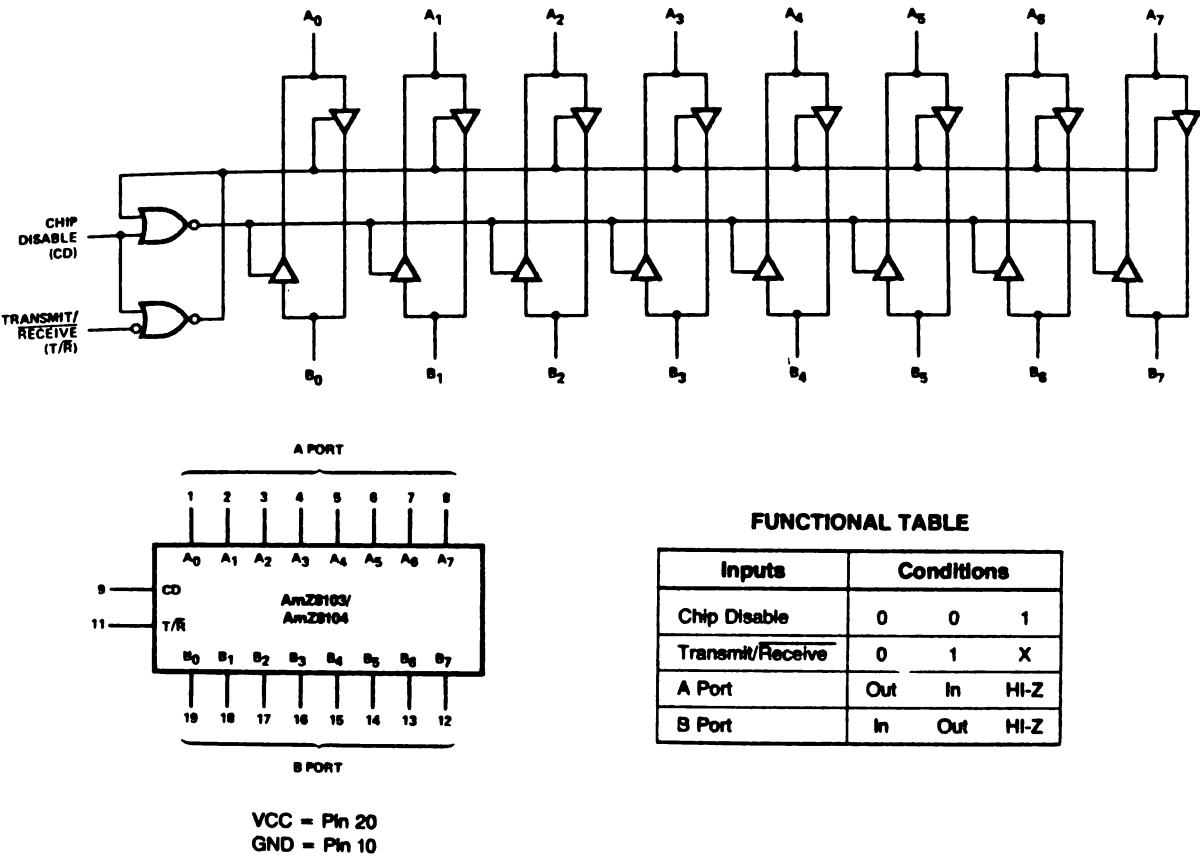 A0 A1 A2 A3 A4 A5 A6 A7
CHIP
DISABLE
(CD)
TRANSMIT/
RECEIVE
(T/R̅)
B0 B1 B2 B3 B4 B5 B6 B7
A PORT
1 2 3 4 5 6 7 8
A0 A1 A2 A3 A4 A5 A6 A7
9 CD
AmZ8103/
AmZ8104
11 T/R̅
B0 B1 B2 B3 B4 B5 B6 B7
19 18 17 16 15 14 13 12
B PORT
VCC = Pin 20
GND = Pin 10
FUNCTIONAL TABLE
Inputs Conditions
Chip Disable 0 0 1
Transmit/Receive 0 1 X
A Port Out In HI-Z
B Port In Out HI-Z